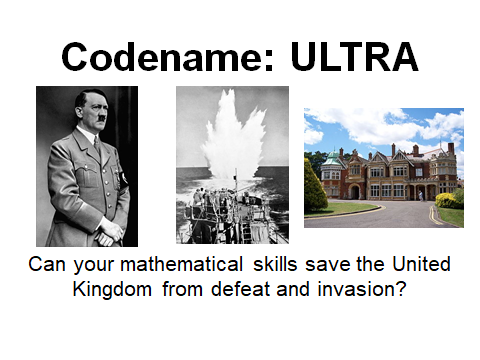 Codename: ULTRA
Can your mathematical skills save the United
Kingdom from defeat and invasion?